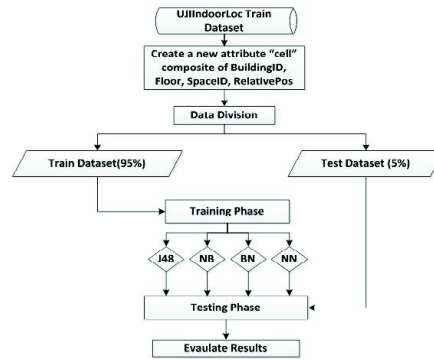 UJIIndoorLoc Train
Dataset
Create a new attribute “cell”
composite of BuildingID,
Floor, SpaceID, RelativePos
Data Division
Train Dataset(95%)
Test Dataset (5%)
Training Phase
J48
NB
BN
NN
Testing Phase
Evaulate Results